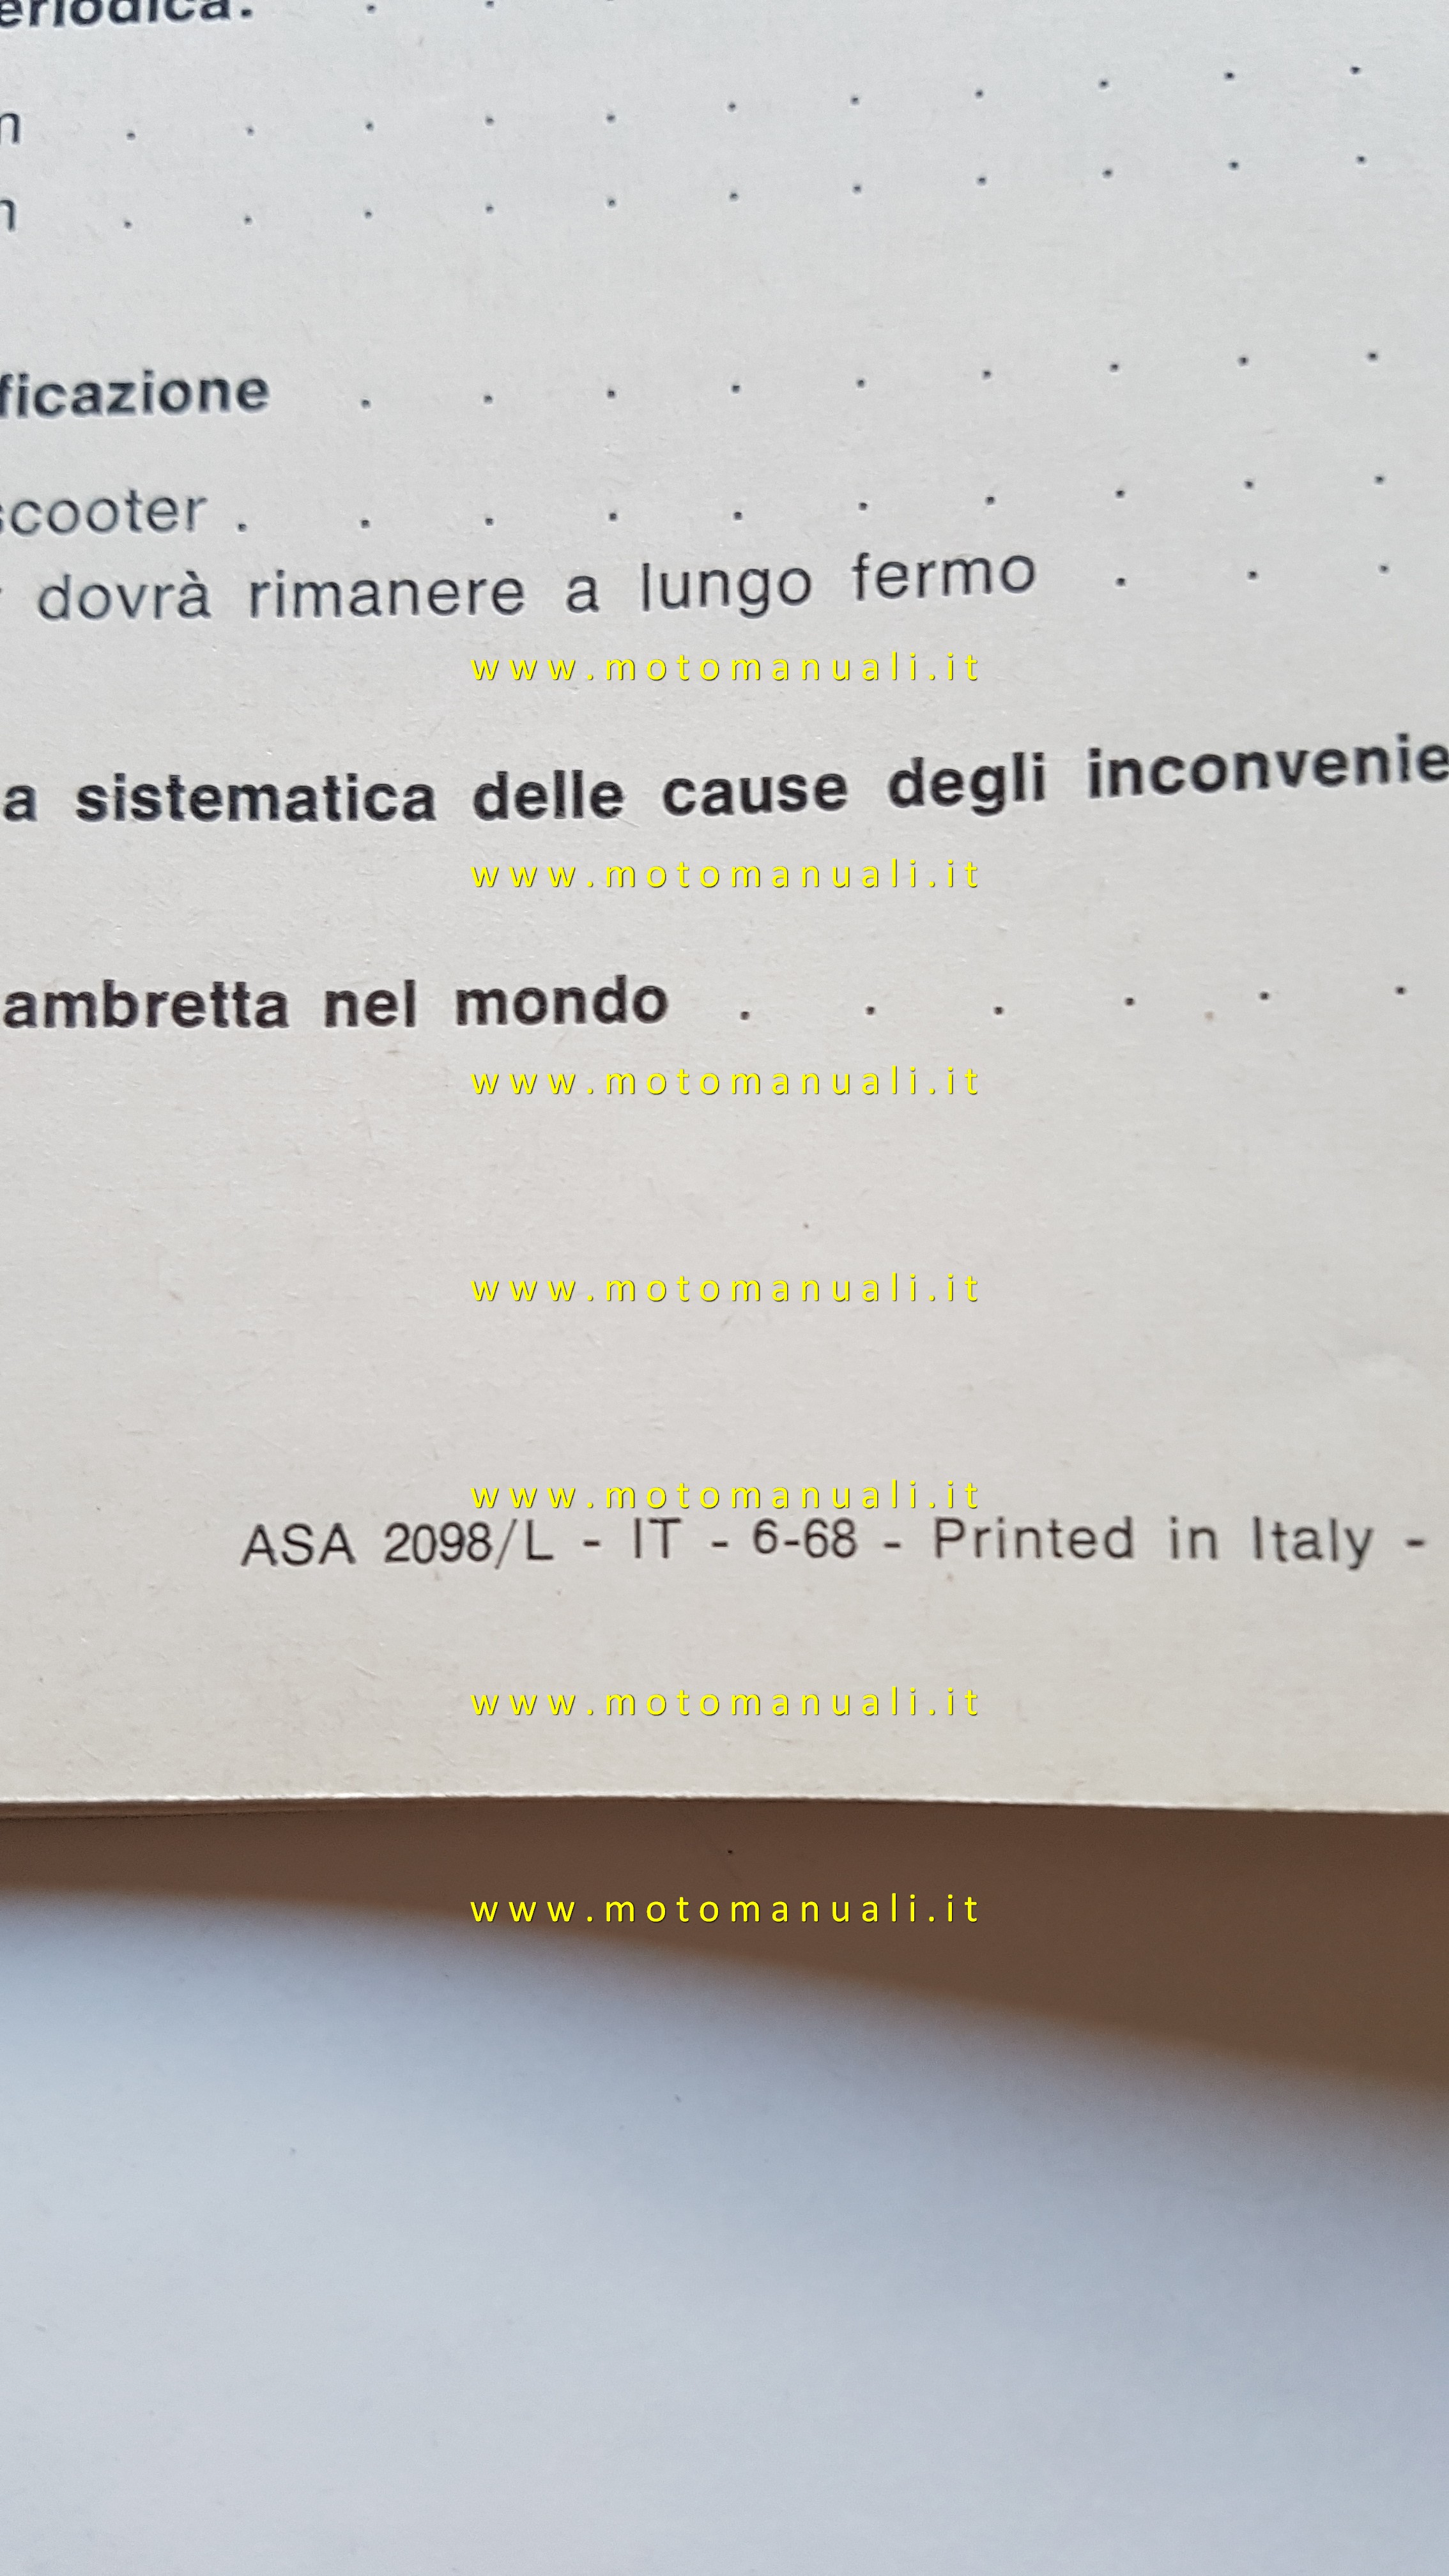 eriodica.
m
ficazione
scooter
dovrà rimanere a lungo fermo
www.motomanuali.it
a sistematica delle cause degli inconvenie
www.motomanuali.it
ambretta nel mondo
www.motomanuali.it
www.motomanuali.it
www.motomanuali.it
ASA 2098/L - IT - 6-68 - Printed in Italy -
www.motomanuali.it
www.motomanuali.it